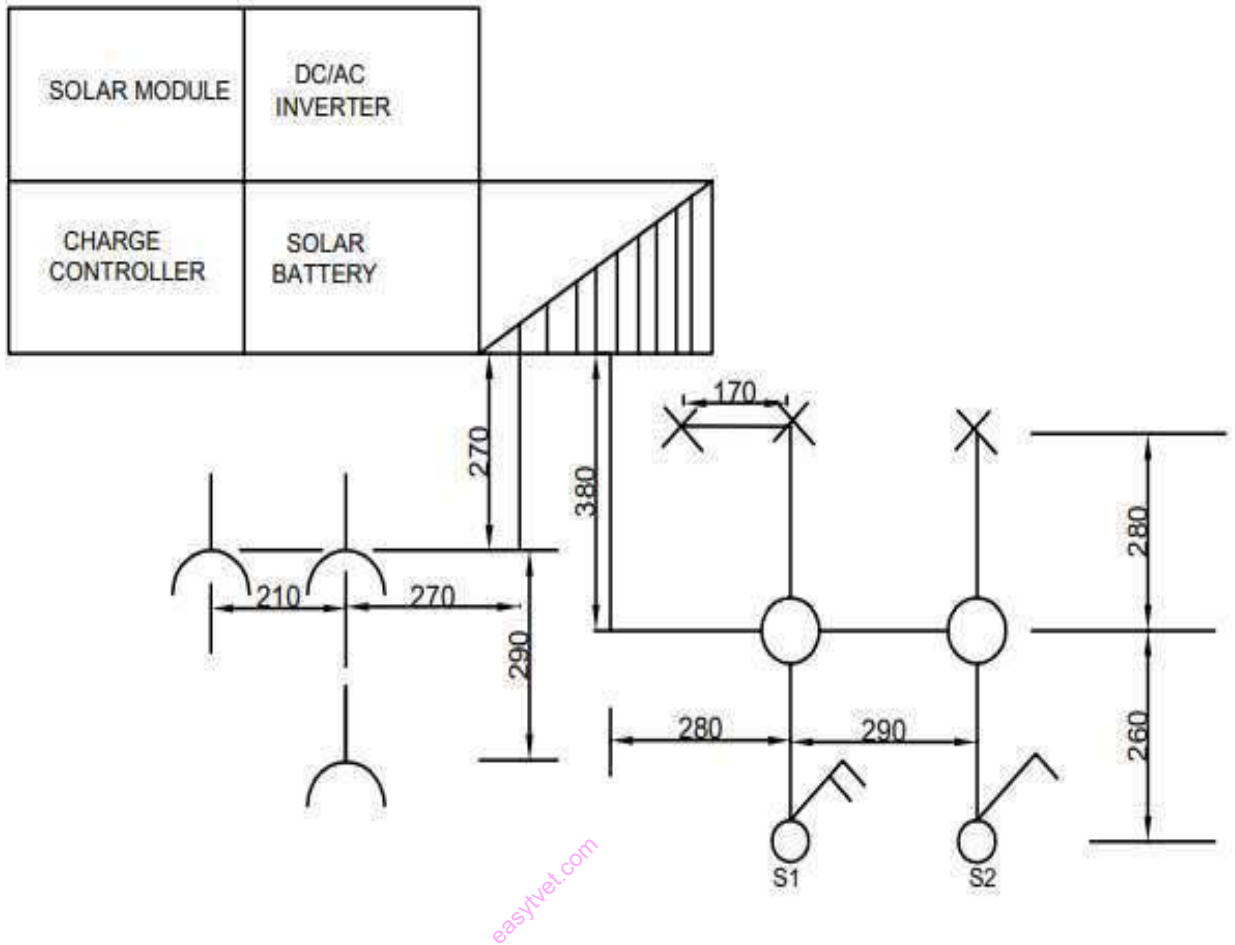 SOLAR MODULE
DC/AC
INVERTER
CHARGE
CONTROLLER
SOLAR
BATTERY
170
270
380
280
210
270
290
280
290
260
S1
S2
easytvet.com